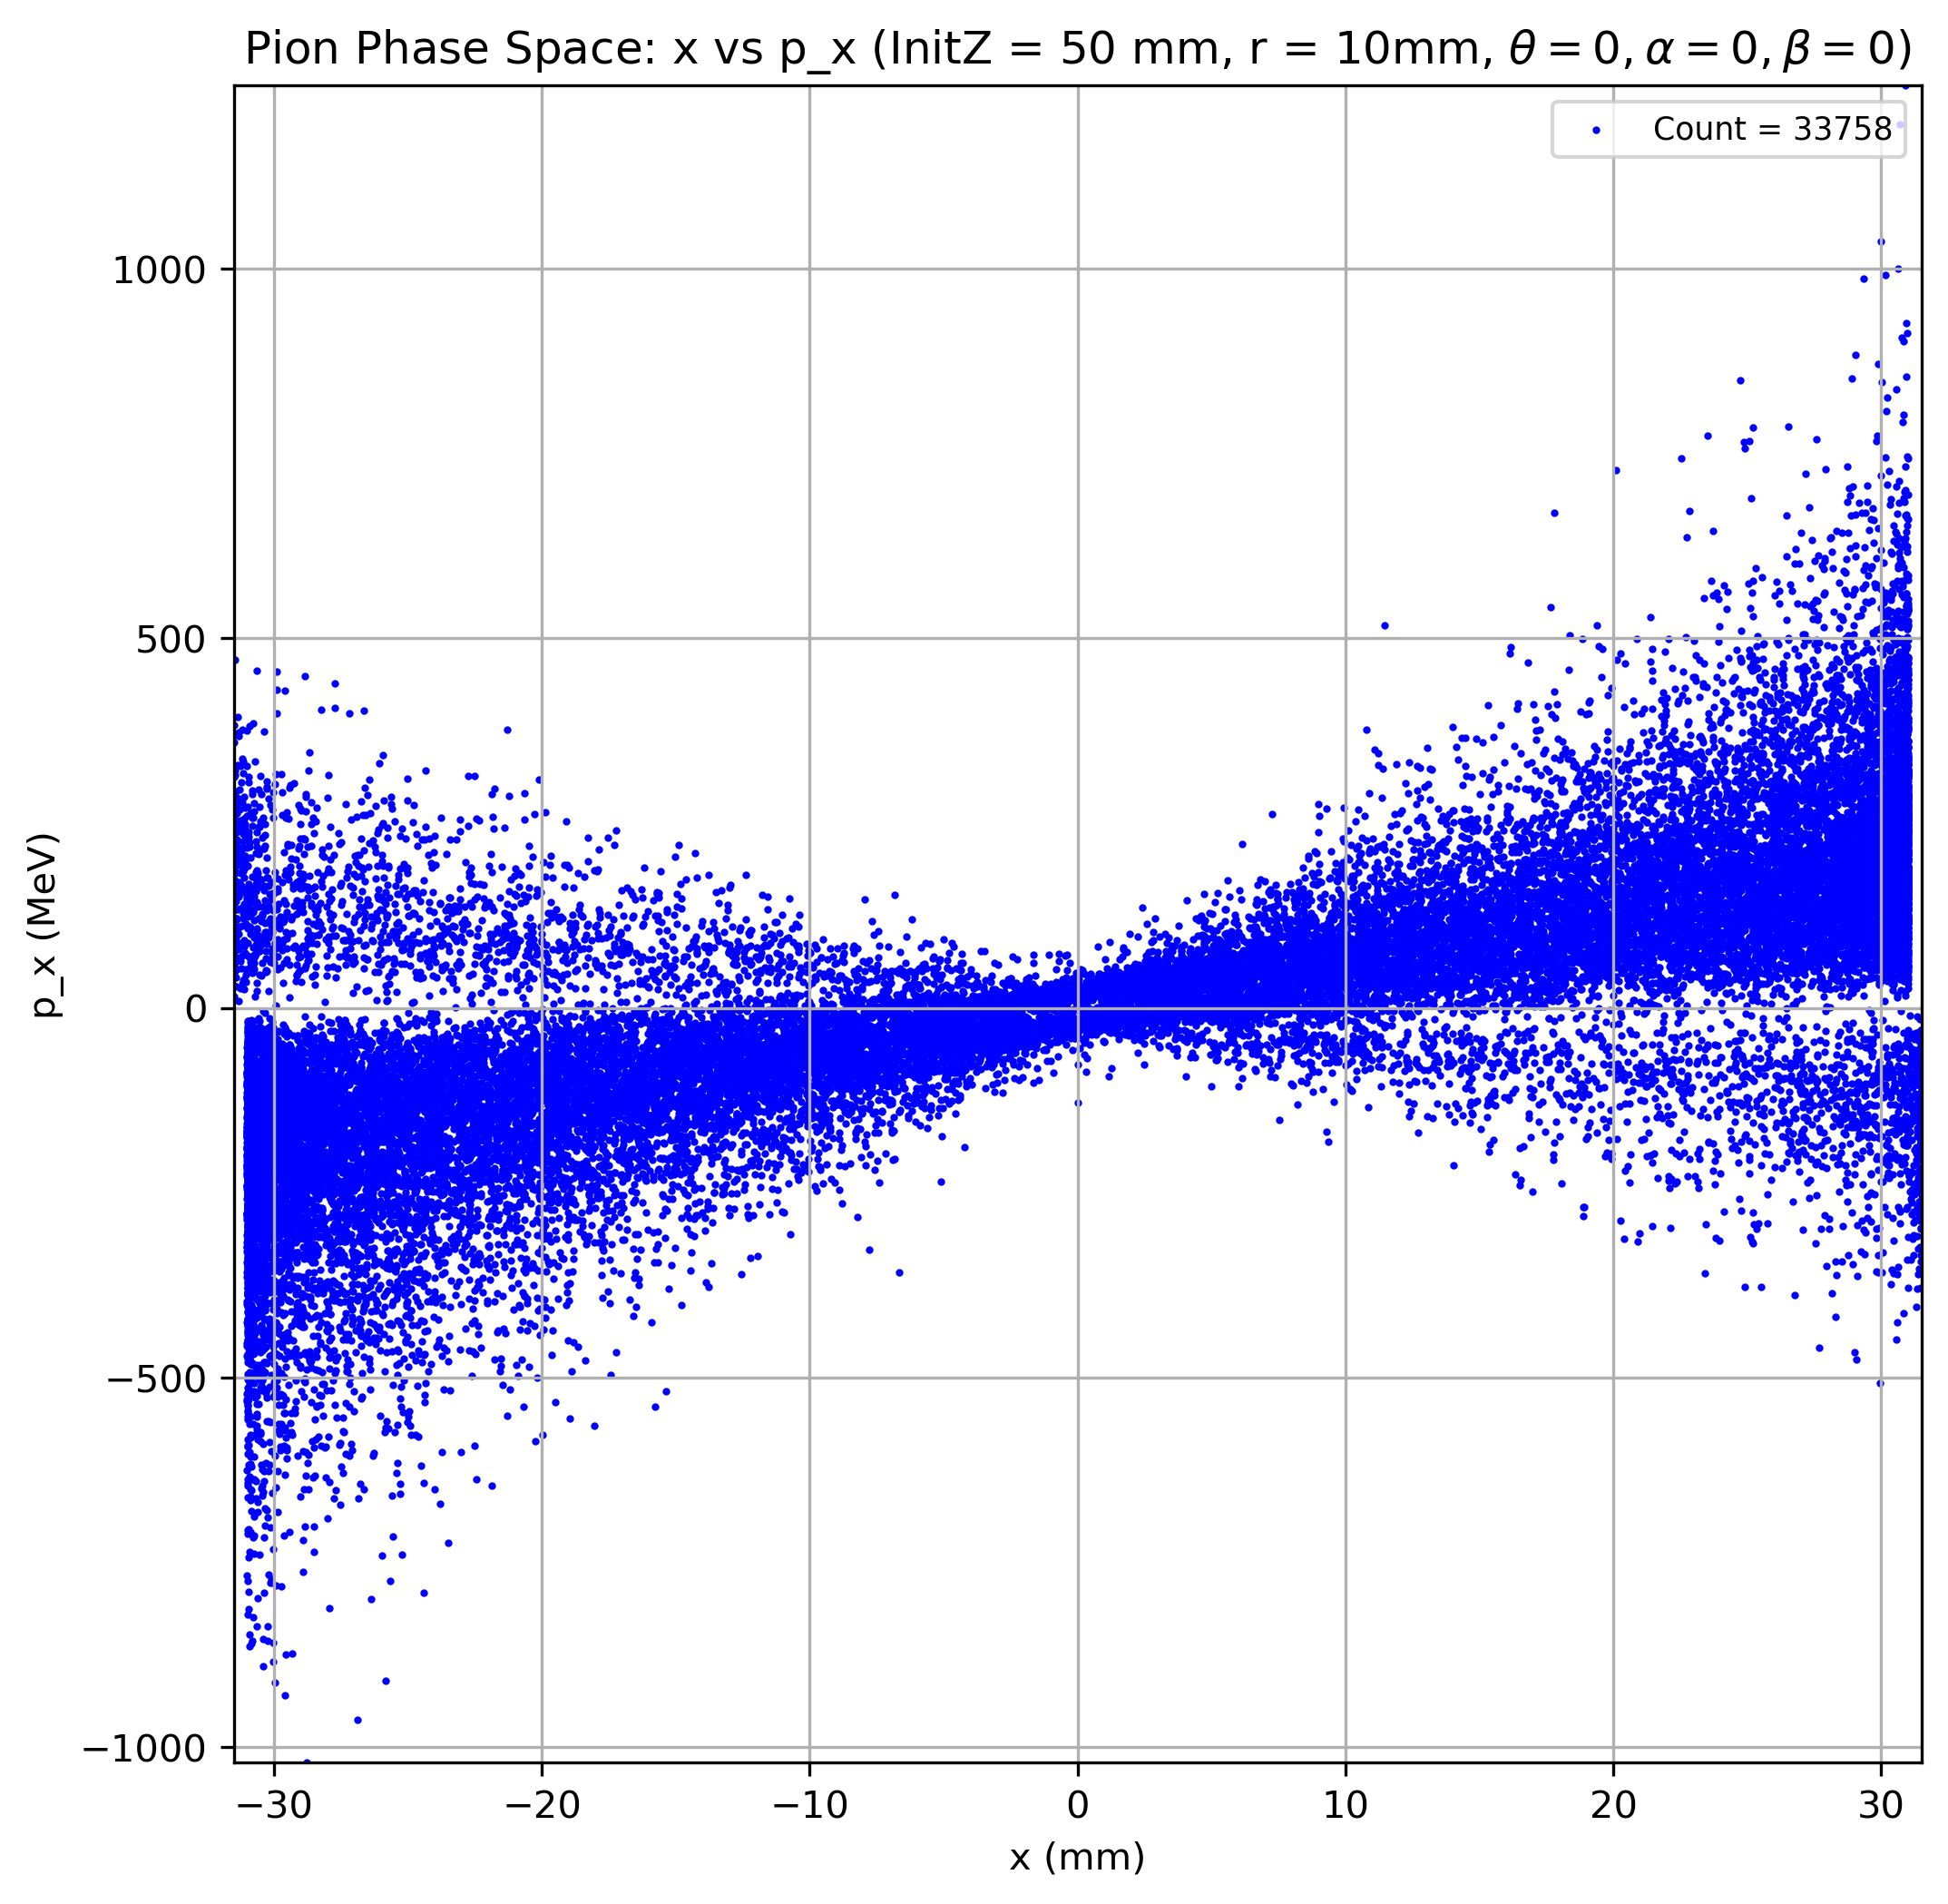 Pion Phase Space: x vs p_x (InitZ = 50 mm, r = 10mm, θ = 0, α = 0, β = 0)
Count = 33758
1000
500
0
−500
−1000
p_x (MeV)
−30 −20 −10 0 10 20 30
x (mm)